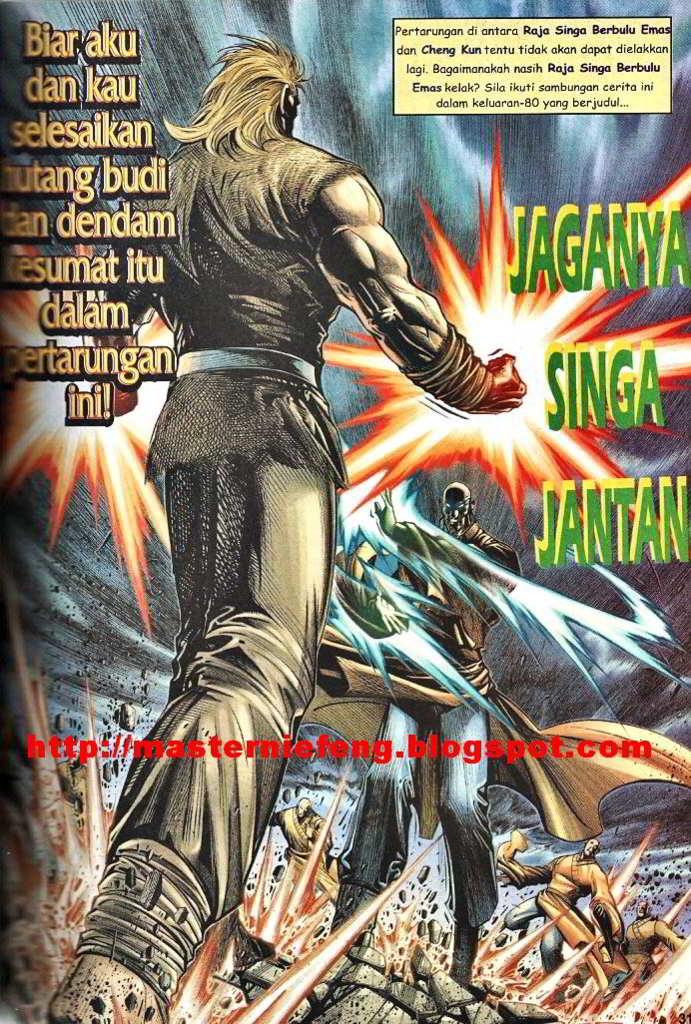 Biar aku
dan kau
selesaikan
hutang budi
dan dendam
kesumat itu
dalam
pertarungan
ini!
Pertarungan di antara Raja Singa Berbulu Emas
dan Cheng Kun tentu tidak akan dapat dielakkan
lagi. Bagaimanakah nasih Raja Singa Berbulu
Emas kelak? Sila ikuti sambungan cerita ini
dalam keluaran-80 yang berjudul...
JAGANYA
SINGA
JANTAN
http://masterniefeng.blogspot.com
31